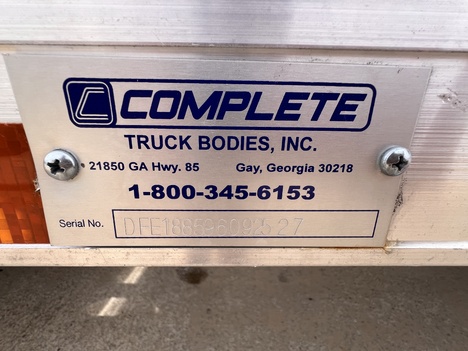 COMPLETE
TRUCK BODIES, INC.
21850 GA Hwy. 85 Gay, Georgia 30218
1-800-345-6153
Serial No.